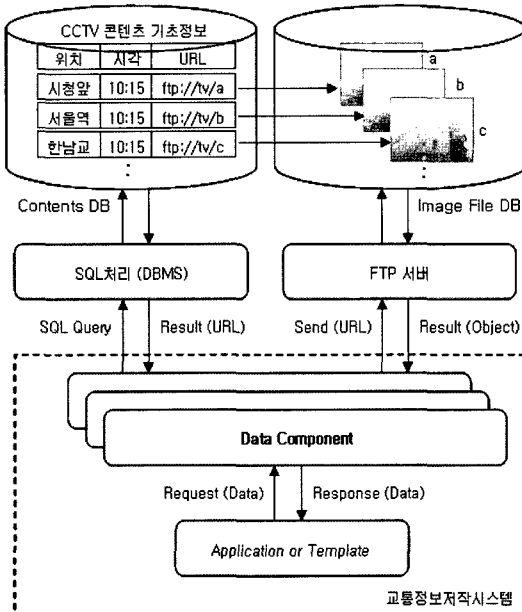 CCTV 콘텐츠 기초정보
위치 시각 URL
시청앞 10:15 ftp://tv/a
서울역 10:15 ftp://tv/b
한남교 10:15 ftp://tv/c
a
b
c
Contents DB
Image File DB
SQL처리 (DBMS)
FTP 서버
SQL Query
Result (URL)
Send (URL)
Result (Object)
Data Component
Request (Data)
Response (Data)
Application or Template
교통정보저작시스템